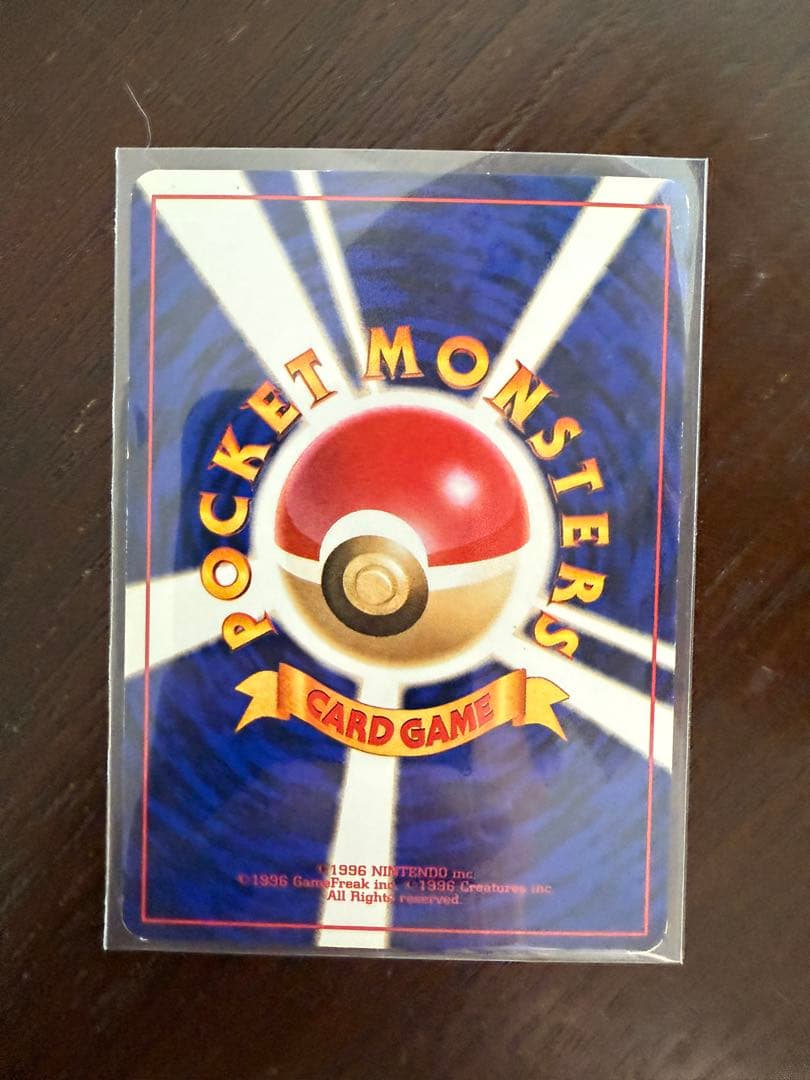 POCKET MONSTERS
CARD GAME
©1996 NINTENDO inc.
©1996 GameFreak inc. ©1996 Creatures inc.
All Rights reserved.